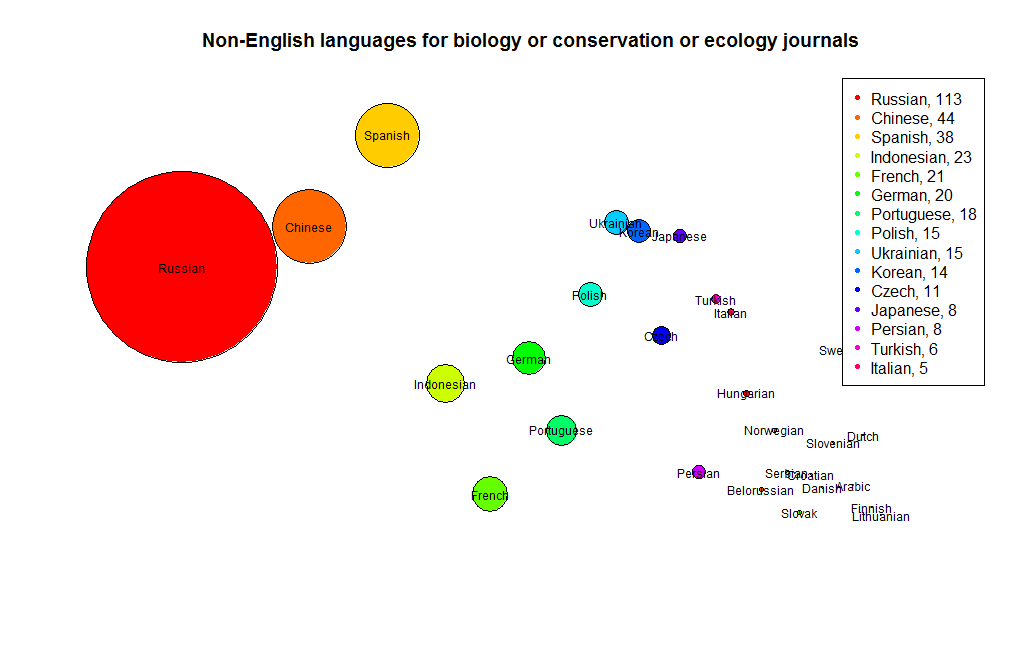 Non-English languages for biology or conservation or ecology journals
Russian, 113
Chinese, 44
Spanish, 38
Indonesian, 23
French, 21
German, 20
Portuguese, 18
Polish, 15
Ukrainian, 15
Korean, 14
Czech, 11
Japanese, 8
Persian, 8
Turkish, 6
Italian, 5
Spanish
Chinese
Russian
Ukrainian
Korean
Japanese
Polish
Turkish
Italian
Czech
Swe
German
Indonesian
Hungarian
Portuguese
Norwegian
Slovenian
Dutch
Persian
Serbian
Croatian
Belorussian
Danish
Arabic
French
Slovak
Finnish
Lithuanian